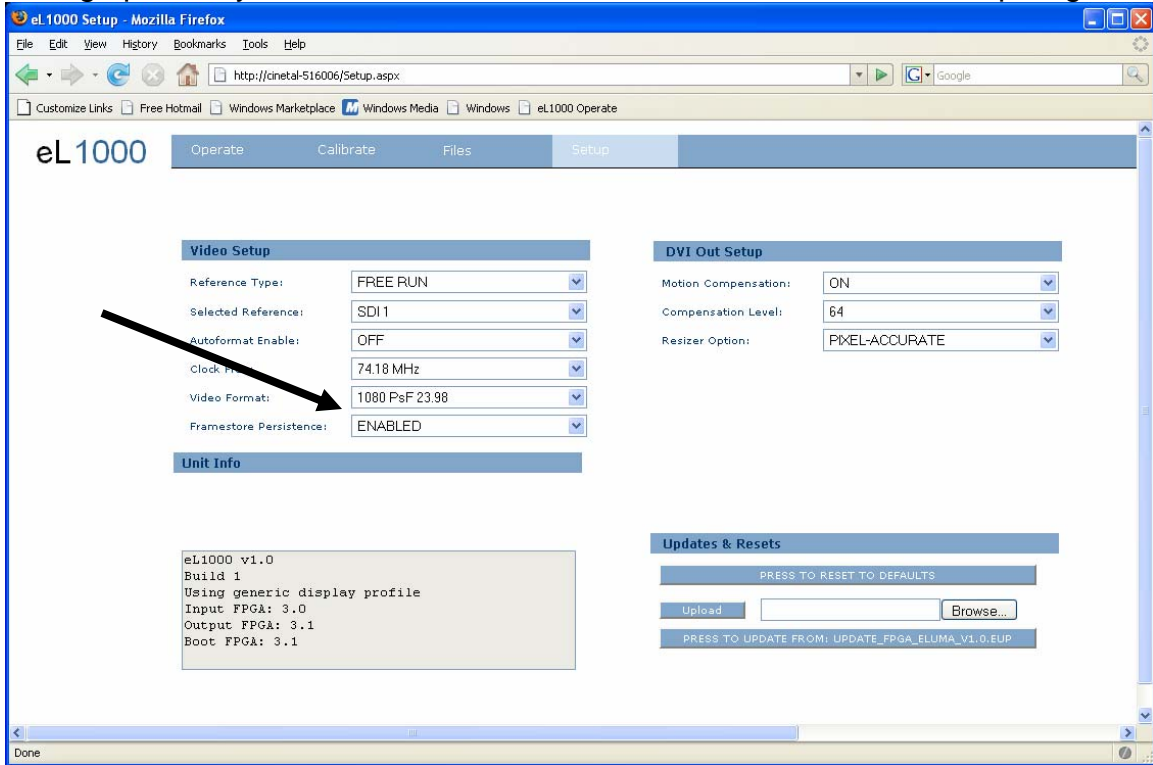 eL1000 Setup - Mozilla Firefox
File Edit View History Bookmarks Tools Help
http://cinetal-516006/Setup.aspx
Google
Customize Links Free Hotmail Windows Marketplace Windows Media Windows eL1000 Operate
eL1000
Operate Calibrate Files Setup
Video Setup
Reference Type: FREE RUN
Selected Reference: SDI 1
Autoformat Enable: OFF
Clock 74.18 MHz
Video Format: 1080 PsF 23.98
Framestore Persistence: ENABLED
DVI Out Setup
Motion Compensation: ON
Compensation Level: 64
Resizer Option: PIXEL-ACCURATE
Unit Info
eL1000 v1.0
Build 1
Using generic display profile
Input FPGA: 3.0
Output FPGA: 3.1
Boot FPGA: 3.1
Updates & Resets
PRESS TO RESET TO DEFAULTS
Upload Browse...
PRESS TO UPDATE FROM: UPDATE_FPGA_ELUMA_V1.0.EUP
Done